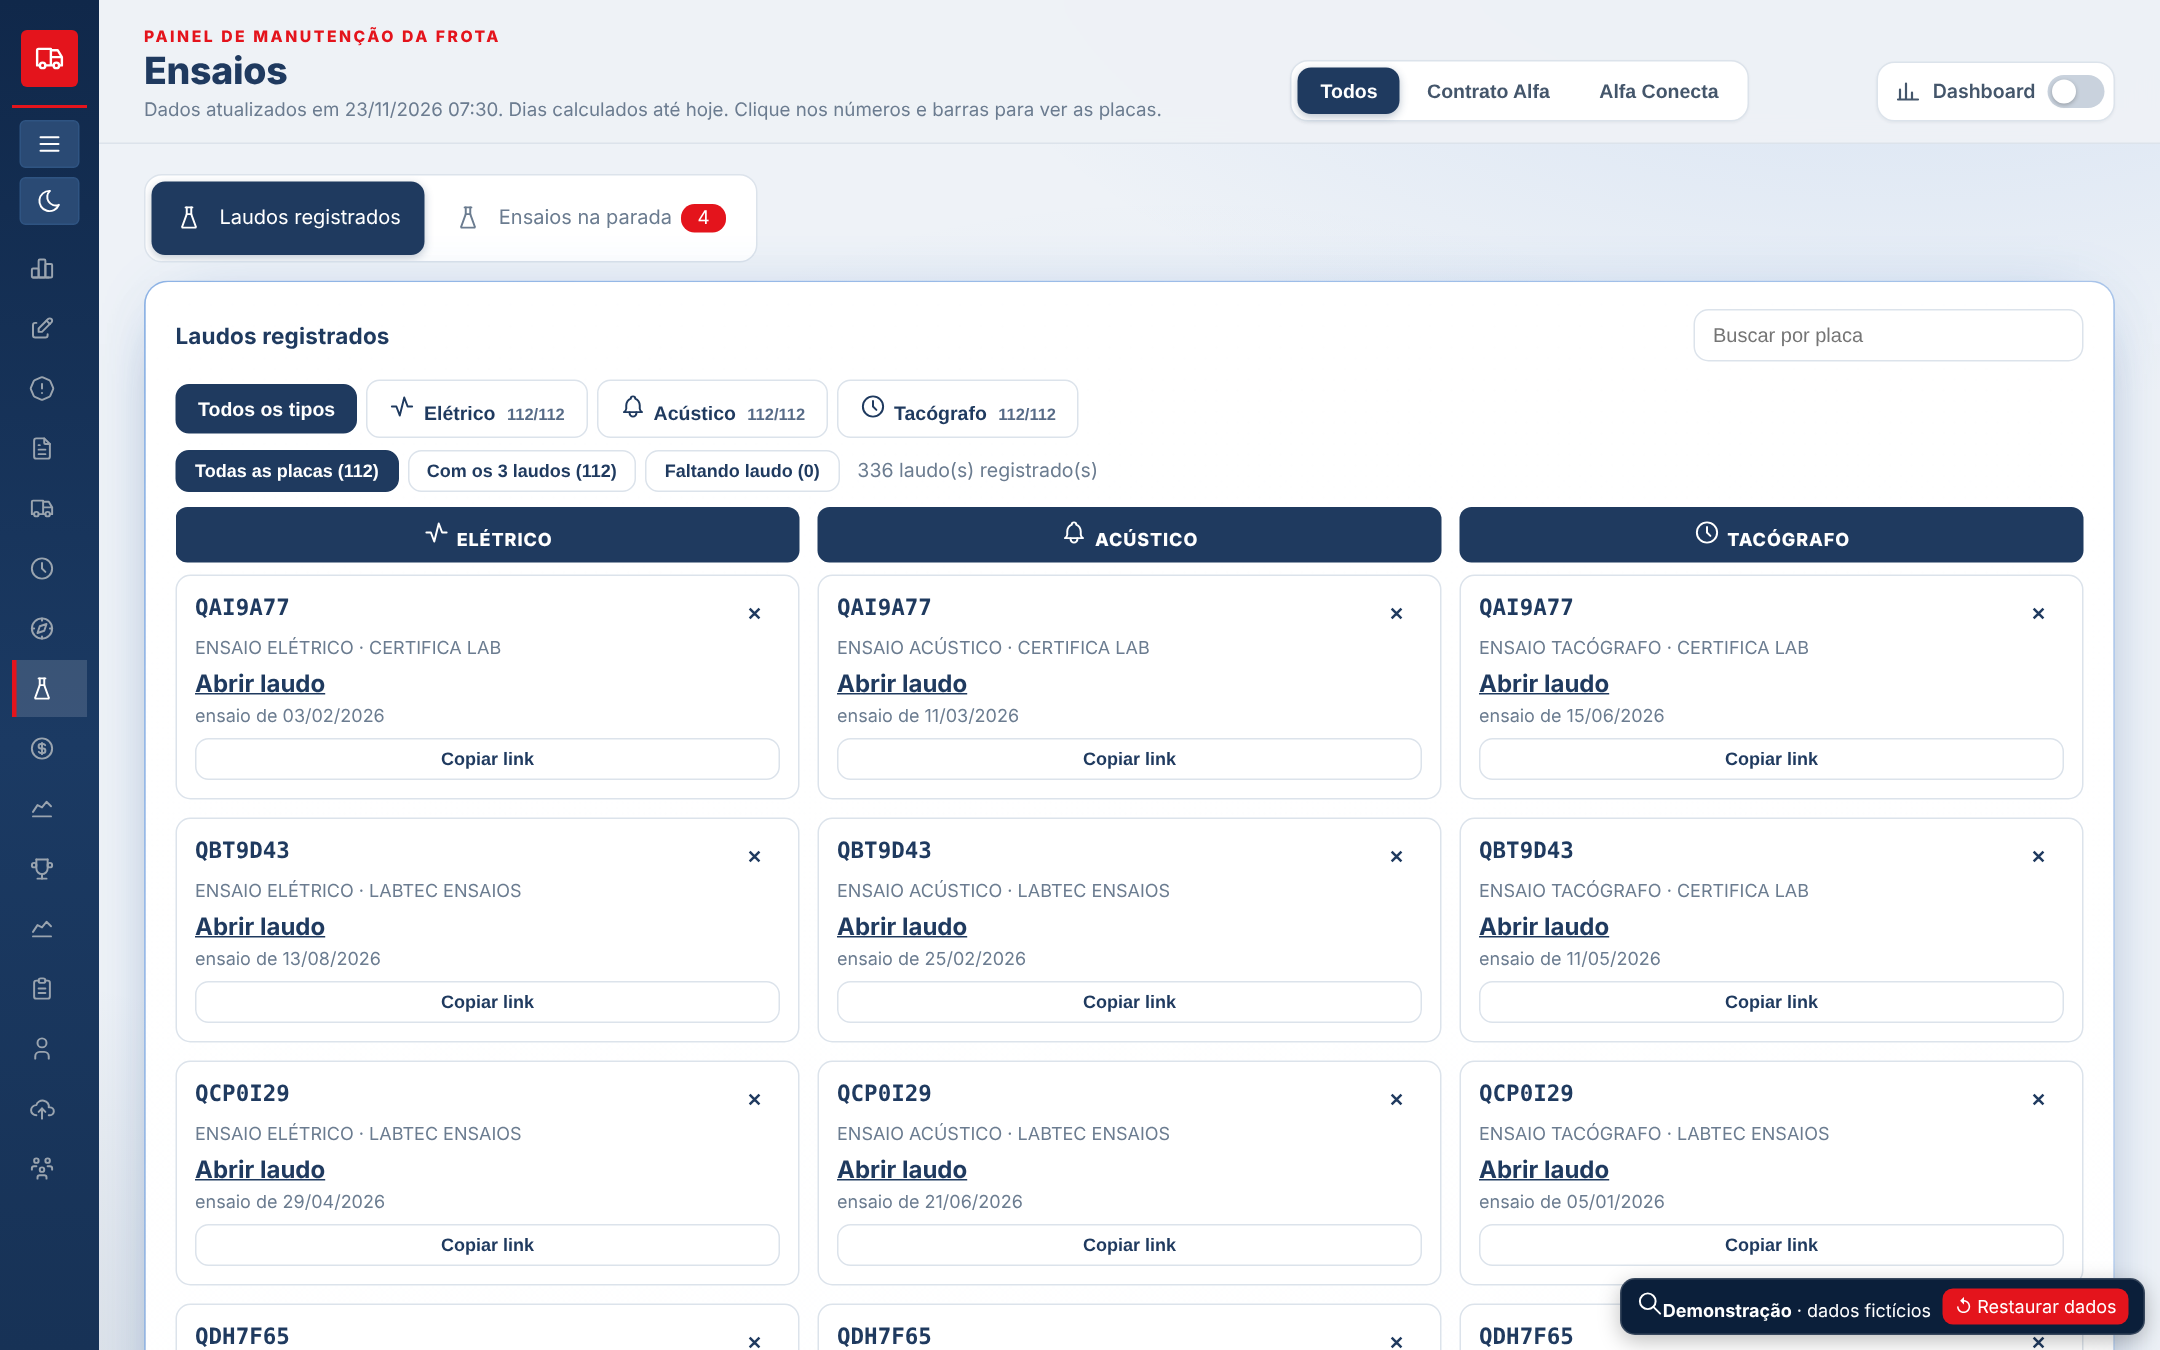 PAINEL DE MANUTENÇÃO DA FROTA
Ensaios
Dados atualizados em 23/11/2026 07:30. Dias calculados até hoje. Clique nos números e barras para ver as placas.
Todos Contrato Alfa Alfa Conecta
Dashboard
Laudos registrados Ensaios na parada 4
Laudos registrados
Buscar por placa
Todos os tipos Elétrico 112/112 Acústico 112/112 Tacógrafo 112/112
Todas as placas (112) Com os 3 laudos (112) Faltando laudo (0) 336 laudo(s) registrado(s)
ELÉTRICO ACÚSTICO TACÓGRAFO
QAI9A77 × QAI9A77 × QAI9A77 ×
ENSAIO ELÉTRICO · CERTIFICA LAB ENSAIO ACÚSTICO · CERTIFICA LAB ENSAIO TACÓGRAFO · CERTIFICA LAB
Abrir laudo Abrir laudo Abrir laudo
ensaio de 03/02/2026 ensaio de 11/03/2026 ensaio de 15/06/2026
Copiar link Copiar link Copiar link
QBT9D43 × QBT9D43 × QBT9D43 ×
ENSAIO ELÉTRICO · LABTEC ENSAIOS ENSAIO ACÚSTICO · LABTEC ENSAIOS ENSAIO TACÓGRAFO · CERTIFICA LAB
Abrir laudo Abrir laudo Abrir laudo
ensaio de 13/08/2026 ensaio de 25/02/2026 ensaio de 11/05/2026
Copiar link Copiar link Copiar link
QCP0I29 × QCP0I29 × QCP0I29 ×
ENSAIO ELÉTRICO · LABTEC ENSAIOS ENSAIO ACÚSTICO · LABTEC ENSAIOS ENSAIO TACÓGRAFO · LABTEC ENSAIOS
Abrir laudo Abrir laudo Abrir laudo
ensaio de 29/04/2026 ensaio de 21/06/2026 ensaio de 05/01/2026
Copiar link Copiar link Copiar link
QDH7F65 × QDH7F65 × QDH7F65 ×
Demonstração · dados fictícios Restaurar dados